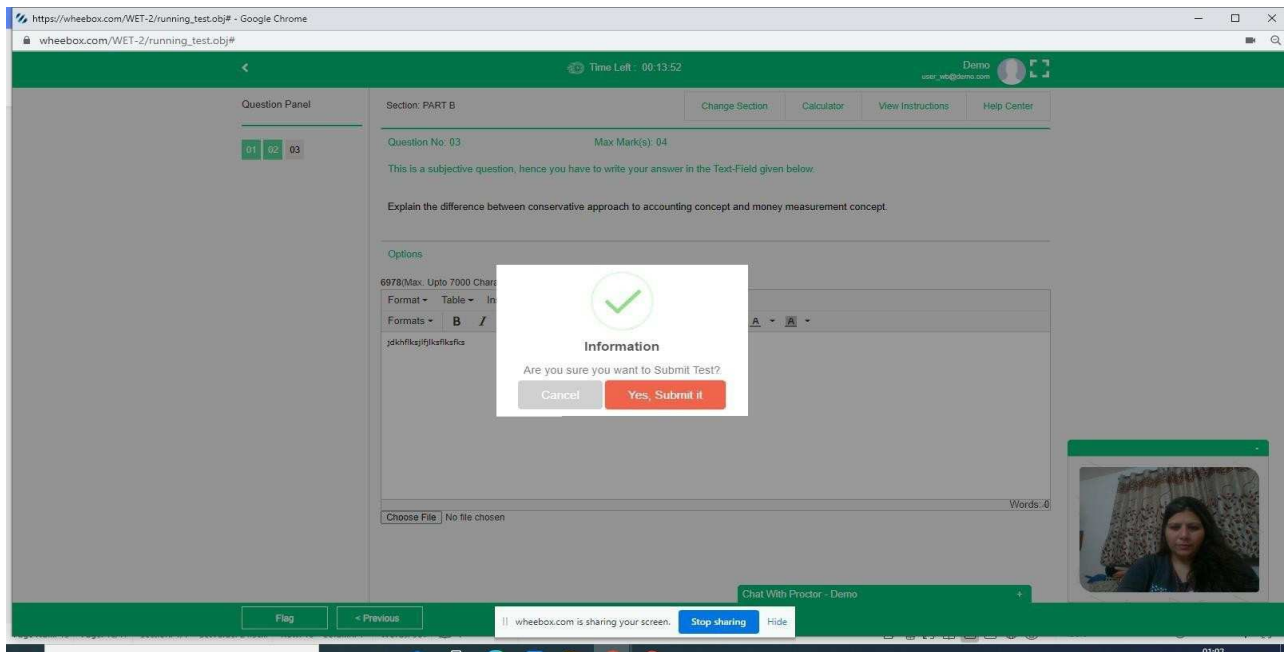 https://wheebox.com/WET-2/running_test.obj# - Google Chrome
wheebox.com/WET-2/running_test.obj#
Time Left : 00:13:52
Demo
user_wb@demo.com
Question Panel
Section: PART B
Change Section
Calculator
View Instructions
Help Center
01 02 03
Question No: 03
Max Mark(s): 04
This is a subjective question, hence you have to write your answer in the Text-Field given below.
Explain the difference between conservative approach to accounting concept and money measurement concept.
Options
6978(Max. Upto 7000 Chara
Format
Table
In
Formats
B
I
A
A
Information
Are you sure you want to Submit Test?
Cancel
Yes, Submit it
Words: 0
Choose File
No file chosen
Chat With Proctor - Demo
+
Flag
< Previous
wheebox.com is sharing your screen.
Stop sharing
Hide